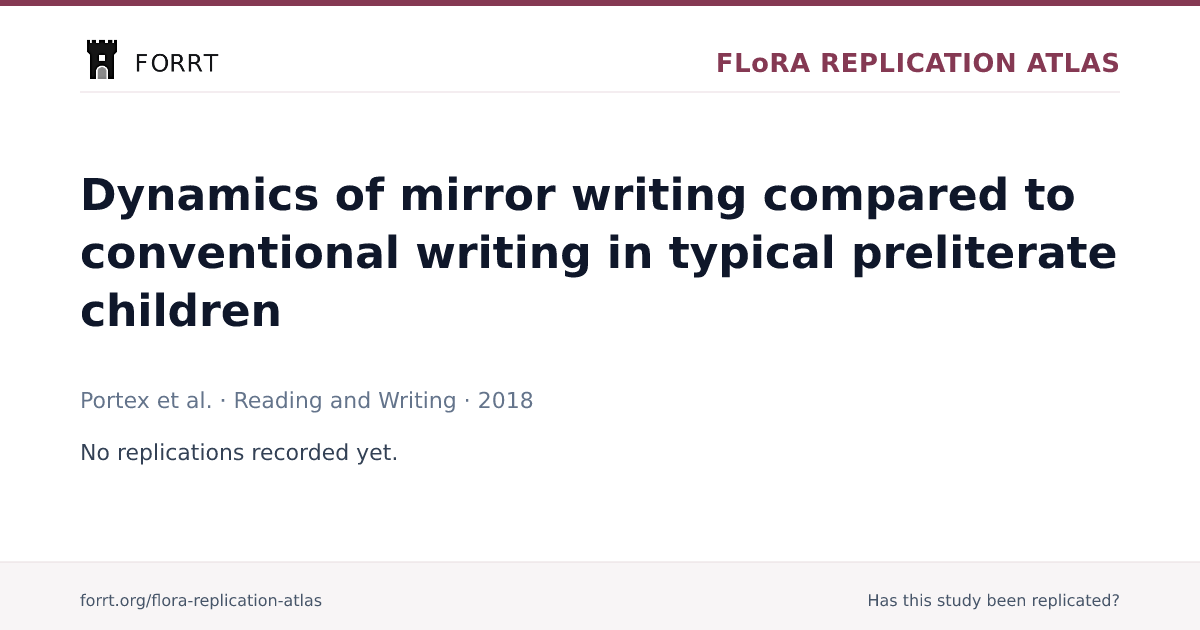 FORRT
FLoRA REPLICATION ATLAS
Dynamics of mirror writing compared to
conventional writing in typical preliterate
children
Portex et al. · Reading and Writing · 2018
No replications recorded yet.
forrt.org/flora-replication-atlas
Has this study been replicated?